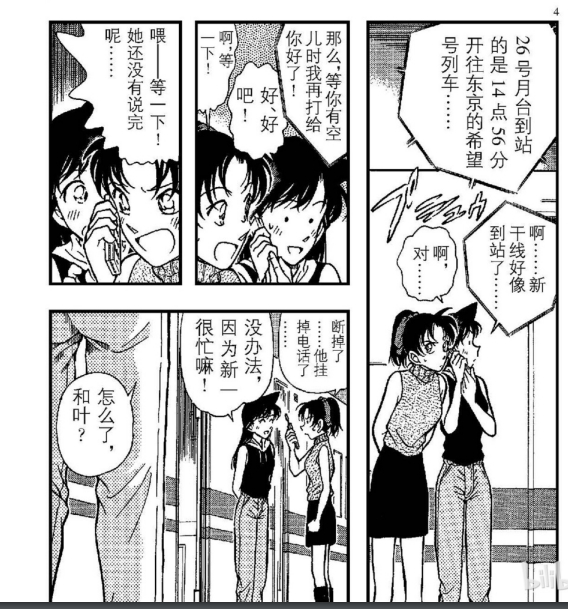 4
26号月台到站
的是14点56分
开往东京的希望
号列车……
啊……新
干线好像
到站了……
啊，
对……
那么，等你有空
儿时我再打给
你好了！
好、好
吧！
啊，等
一下！
喂——等一下！
她还没有说完
呢……
断掉了
……他挂
掉电话了
……
没办法，
因为新一
很忙嘛！
怎么了，
和叶？